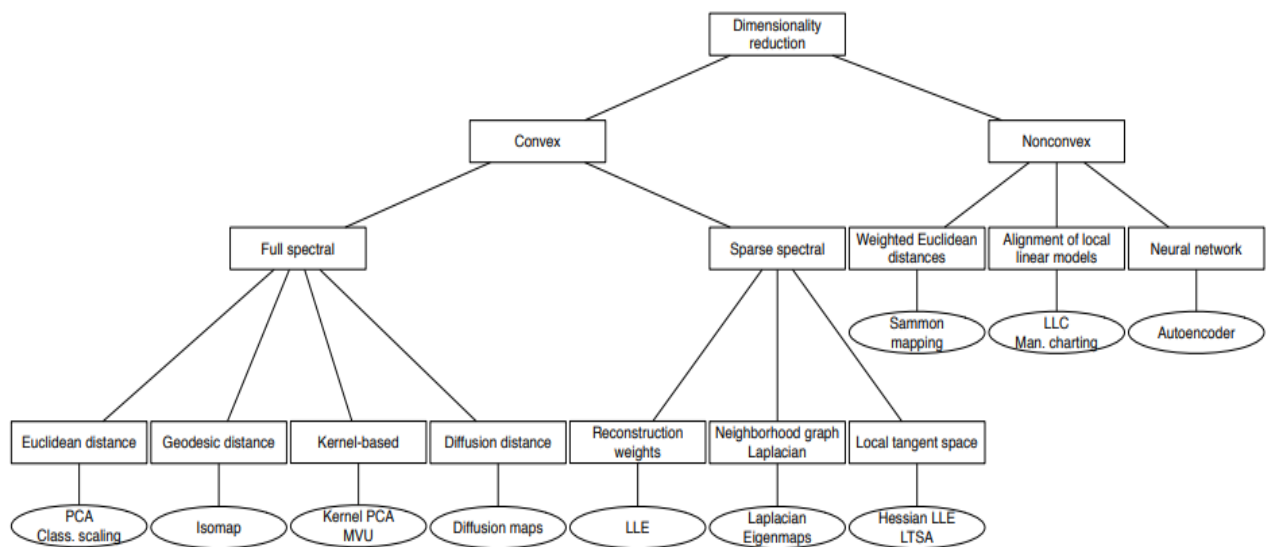 Dimensionality
reduction
Convex
Nonconvex
Full spectral
Sparse spectral
Weighted Euclidean
distances
Alignment of local
linear models
Neural network
Sammon
mapping
LLC
Man. charting
Autoencoder
Euclidean distance
Geodesic distance
Kernel-based
Diffusion distance
Reconstruction
weights
Neighborhood graph
Laplacian
Local tangent space
PCA
Class. scaling
Isomap
Kernel PCA
MVU
Diffusion maps
LLE
Laplacian
Eigenmaps
Hessian LLE
LTSA